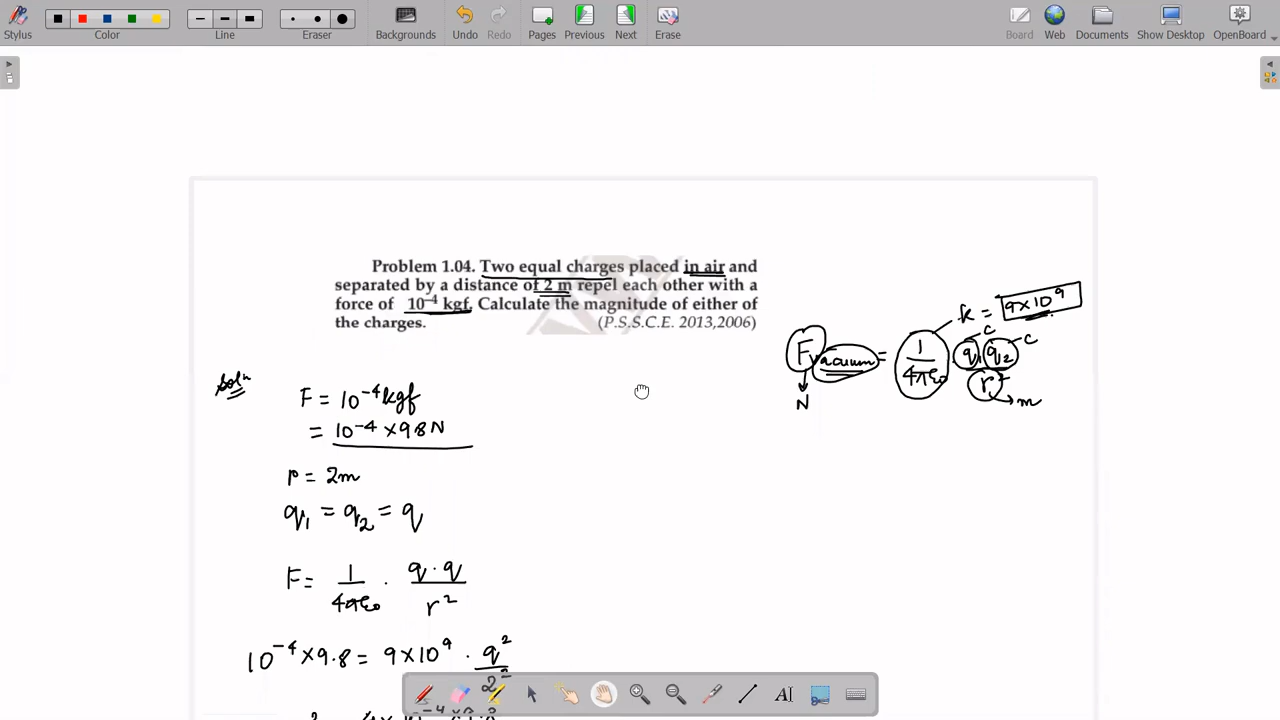 Stylus Color Line Eraser Backgrounds Undo Redo Pages Previous Next Erase Board Web Documents Show Desktop OpenBoard
Problem 1.04. Two equal charges placed in air and
separated by a distance of 2 m repel each other with a
force of 10⁻⁴ kgf. Calculate the magnitude of either of
the charges. (P.S.S.C.E. 2013,2006)
k = 9×10⁹
F vacuum = 1/4πε₀ q₁ q₂ / r²
C C
N m
Solⁿ
F = 10⁻⁴ kgf
= 10⁻⁴ × 9.8 N
r = 2m
q₁ = q₂ = q
F = 1/4πε₀ · q · q / r²
10⁻⁴ × 9.8 = 9×10⁹ · q² / 2²